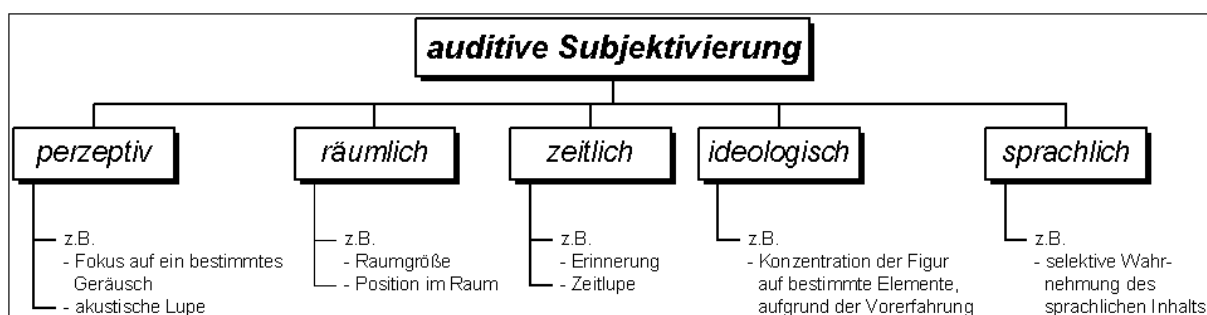 auditive Subjektivierung
perzeptiv
z.B.
- Fokus auf ein bestimmtes
Geräusch
- akustische Lupe
räumlich
z.B.
- Raumgröße
- Position im Raum
zeitlich
z.B.
- Erinnerung
- Zeitlupe
ideologisch
z.B.
- Konzentration der Figur
auf bestimmte Elemente,
aufgrund der Vorerfahrung
sprachlich
z.B.
- selektive Wahr-
nehmung des
sprachlichen Inhalts